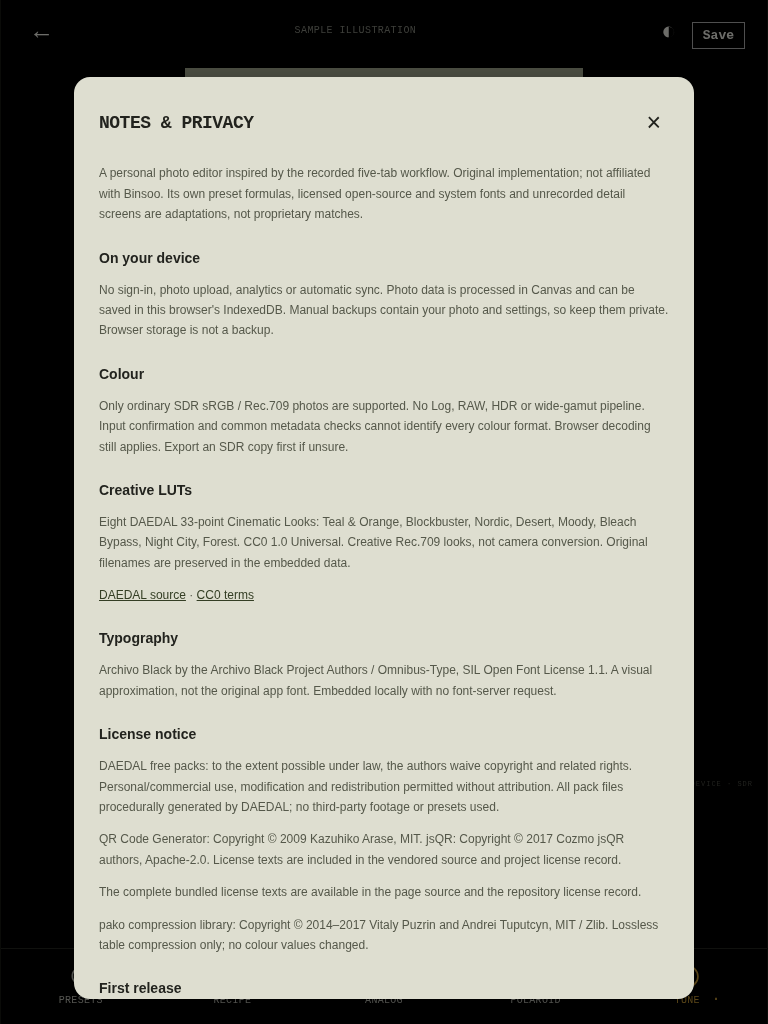 ←
SAMPLE ILLUSTRATION
Save
NOTES & PRIVACY
×
A personal photo editor inspired by the recorded five-tab workflow. Original implementation; not affiliated
with Binsoo. Its own preset formulas, licensed open-source and system fonts and unrecorded detail
screens are adaptations, not proprietary matches.
On your device
No sign-in, photo upload, analytics or automatic sync. Photo data is processed in Canvas and can be
saved in this browser's IndexedDB. Manual backups contain your photo and settings, so keep them private.
Browser storage is not a backup.
Colour
Only ordinary SDR sRGB / Rec.709 photos are supported. No Log, RAW, HDR or wide-gamut pipeline.
Input confirmation and common metadata checks cannot identify every colour format. Browser decoding
still applies. Export an SDR copy first if unsure.
Creative LUTs
Eight DAEDAL 33-point Cinematic Looks: Teal & Orange, Blockbuster, Nordic, Desert, Moody, Bleach
Bypass, Night City, Forest. CC0 1.0 Universal. Creative Rec.709 looks, not camera conversion. Original
filenames are preserved in the embedded data.
DAEDAL source · CC0 terms
Typography
Archivo Black by the Archivo Black Project Authors / Omnibus-Type, SIL Open Font License 1.1. A visual
approximation, not the original app font. Embedded locally with no font-server request.
License notice
DAEDAL free packs: to the extent possible under law, the authors waive copyright and related rights.
Personal/commercial use, modification and redistribution permitted without attribution. All pack files
procedurally generated by DAEDAL; no third-party footage or presets used.
QR Code Generator: Copyright © 2009 Kazuhiko Arase, MIT. jsQR: Copyright © 2017 Cozmo jsQR
authors, Apache-2.0. License texts are included in the vendored source and project license record.
The complete bundled license texts are available in the page source and the repository license record.
pako compression library: Copyright © 2014–2017 Vitaly Puzrin and Andrei Tuputcyn, MIT / Zlib. Lossless
table compression only; no colour values changed.
First release
PRESETS
RECIPE
ANALOG
POLAROID
TUNE